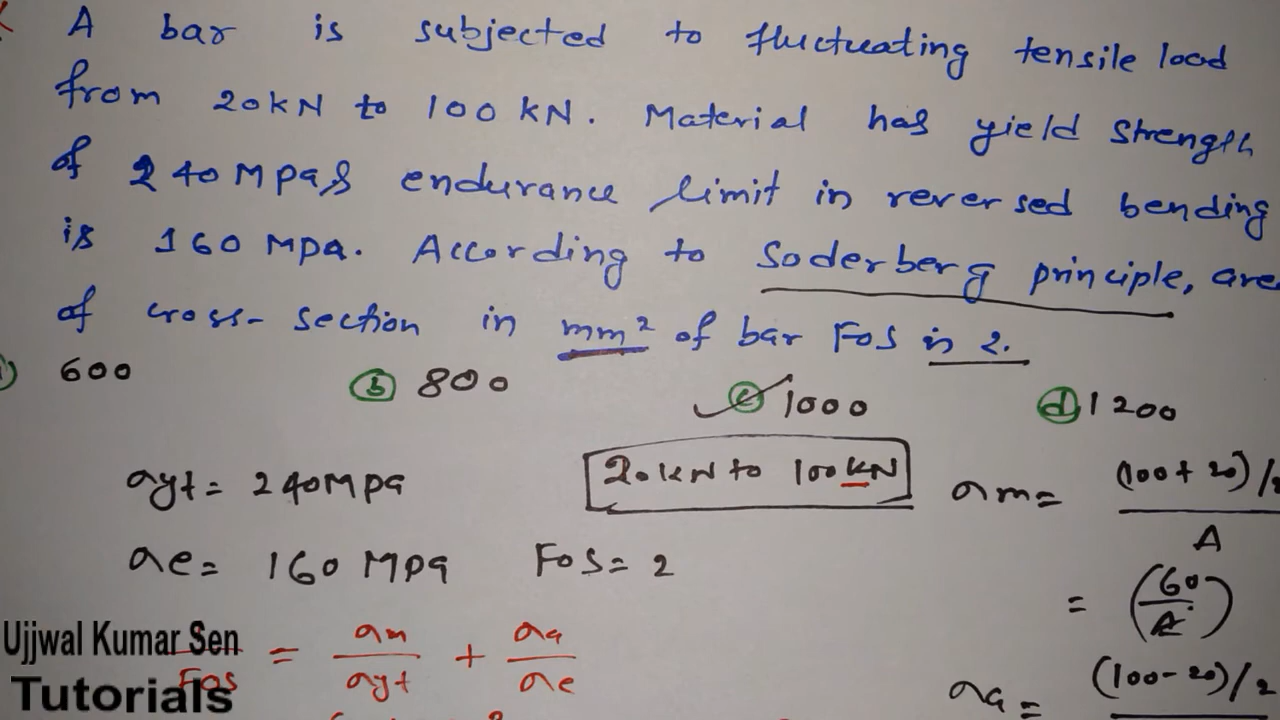 A bar is subjected to fluctuating tensile load
from 20kN to 100 kN. Material has yield strength
of 240 MPa & endurance limit in reversed bending
is 160 MPa. According to Soderberg principle, are
of cross-section in mm² of bar FOS is 2.
600 (b) 800 (c) 1000 (d) 1200
σyt = 240MPa 20kN to 100kN σm = (100+20)/2 / A
σe = 160 MPa FOS = 2 = (60/A)
Ujjwal Kumar Sen
Tutorials
FOS = σm/σyt + σa/σe
σa = (100-20)/2